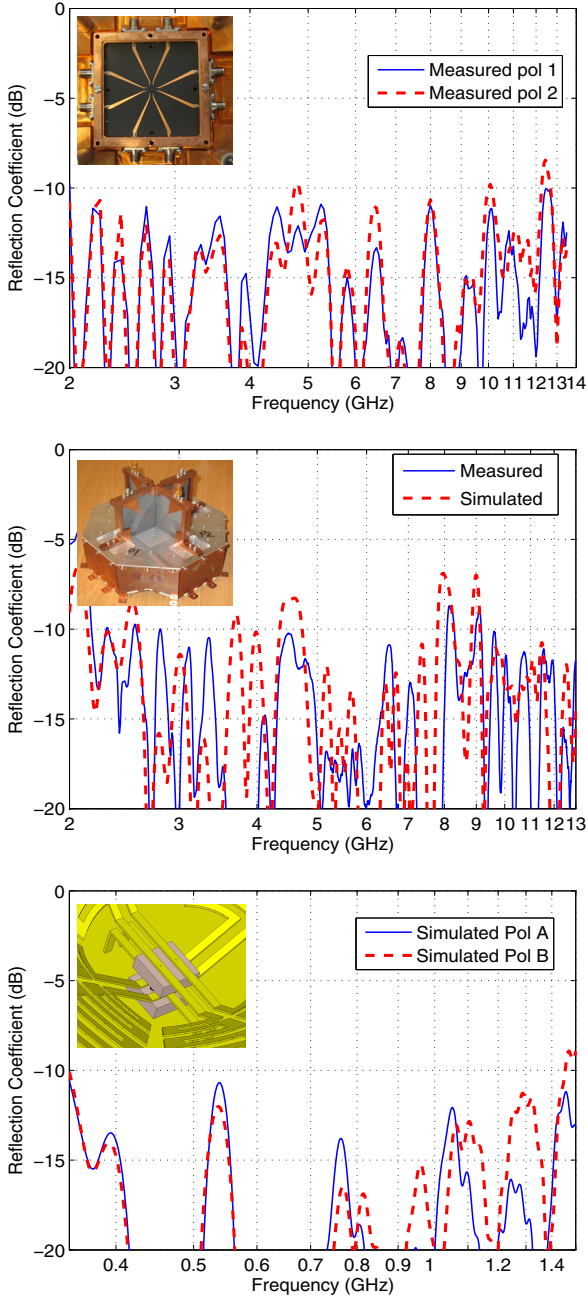 0
−5
−10
−15
−20
Reflection Coefficient (dB)
Measured pol 1
Measured pol 2
2 3 4 5 6 7 8 9 10 11 12 13 14
Frequency (GHz)
0
−5
−10
−15
−20
Reflection Coefficient (dB)
P1
P2
Measured
Simulated
2 3 4 5 6 7 8 9 10 11 12 13
Frequency (GHz)
0
−5
−10
−15
−20
Reflection Coefficient (dB)
Simulated Pol A
Simulated Pol B
0.4 0.5 0.6 0.7 0.8 0.9 1 1.2 1.4
Frequency (GHz)